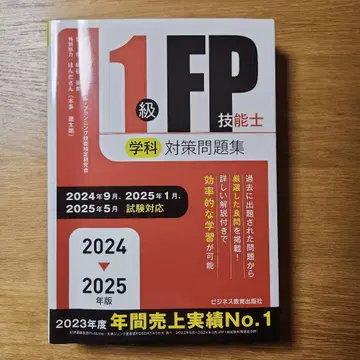 1級 FP 技能士
学科 対策問題集
2024年9月、2025年1月、
2025年5月 試験対応
過去に出題された問題から
厳選した良問を掲載!
詳しい解説付きで
効率的な学習が可能
2024
2025
年版
ビジネス教育出版社
2023年度 年間売上実績No.1